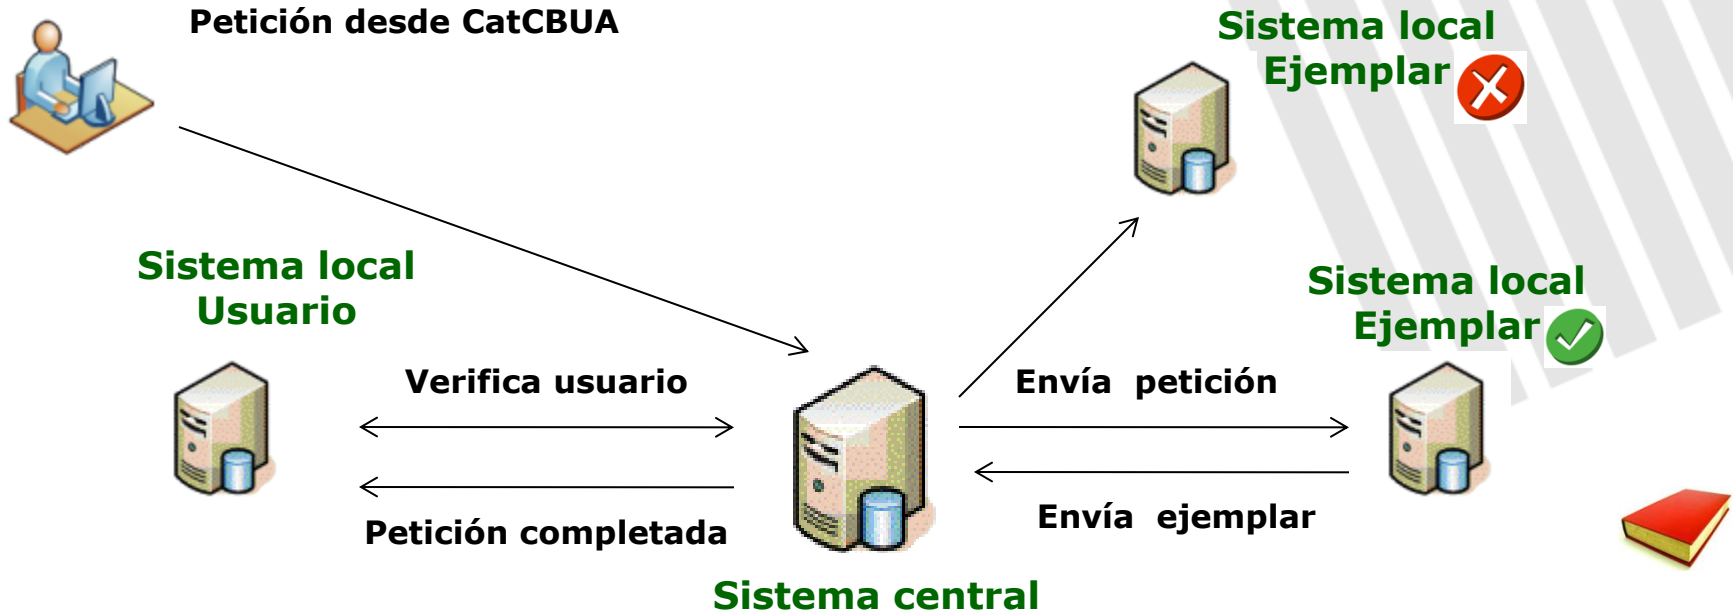 Petición desde CatCBUA
Sistema local
Ejemplar
Sistema local
Usuario
Sistema local
Ejemplar
Verifica usuario
Envía petición
Petición completada
Envía ejemplar
Sistema central